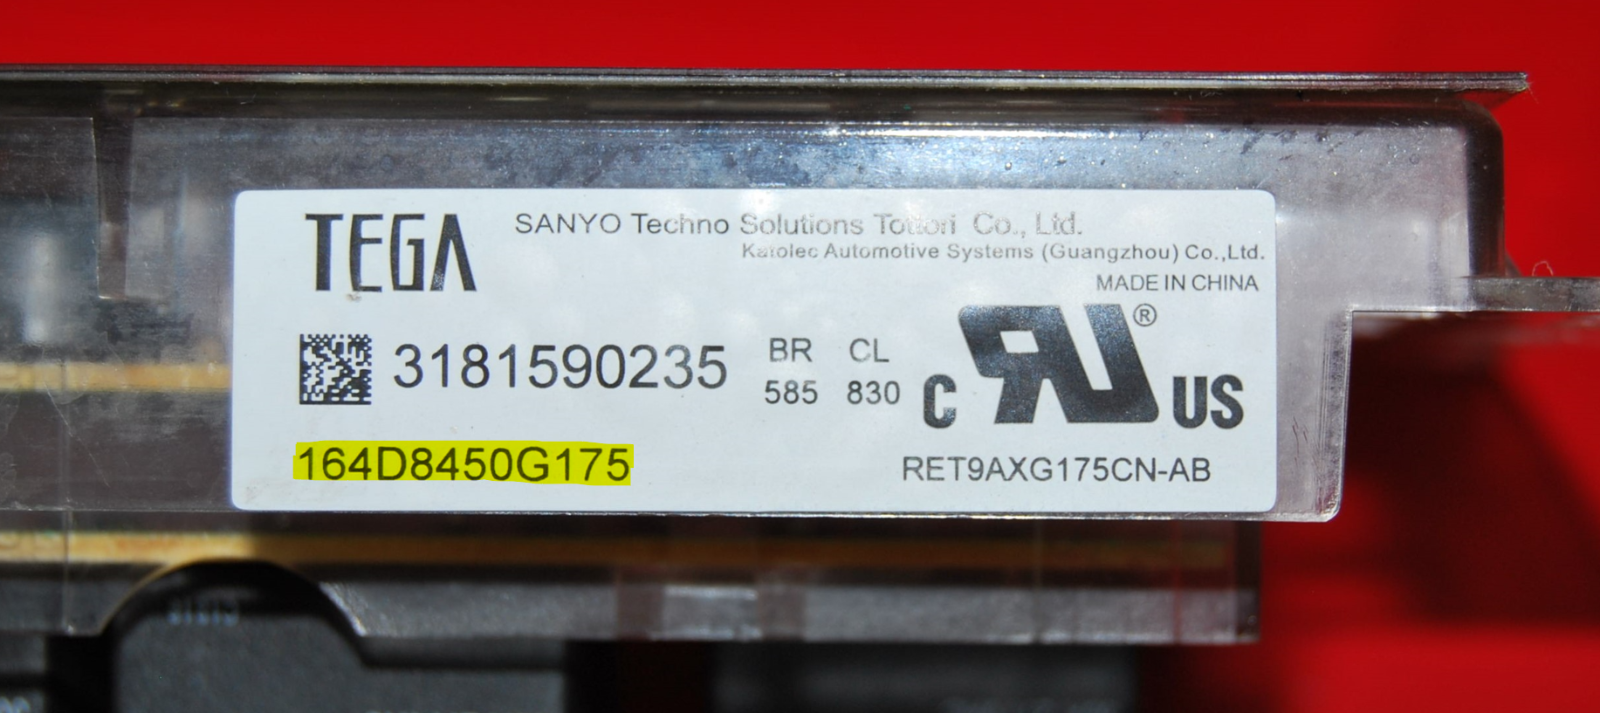 TEGA
SANYO Techno Solutions Tottori Co., Ltd.
Katolec Automotive Systems (Guangzhou) Co.,Ltd.
MADE IN CHINA
3181590235
BR CL
585 830
C RU ® US
164D8450G175
RET9AXG175CN-AB